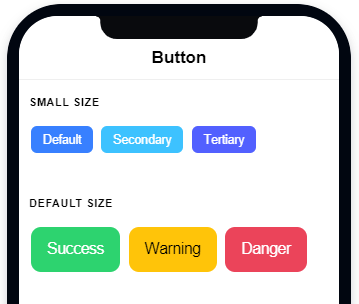 Button
SMALL SIZE
Default Secondary Tertiary
DEFAULT SIZE
Success Warning Danger